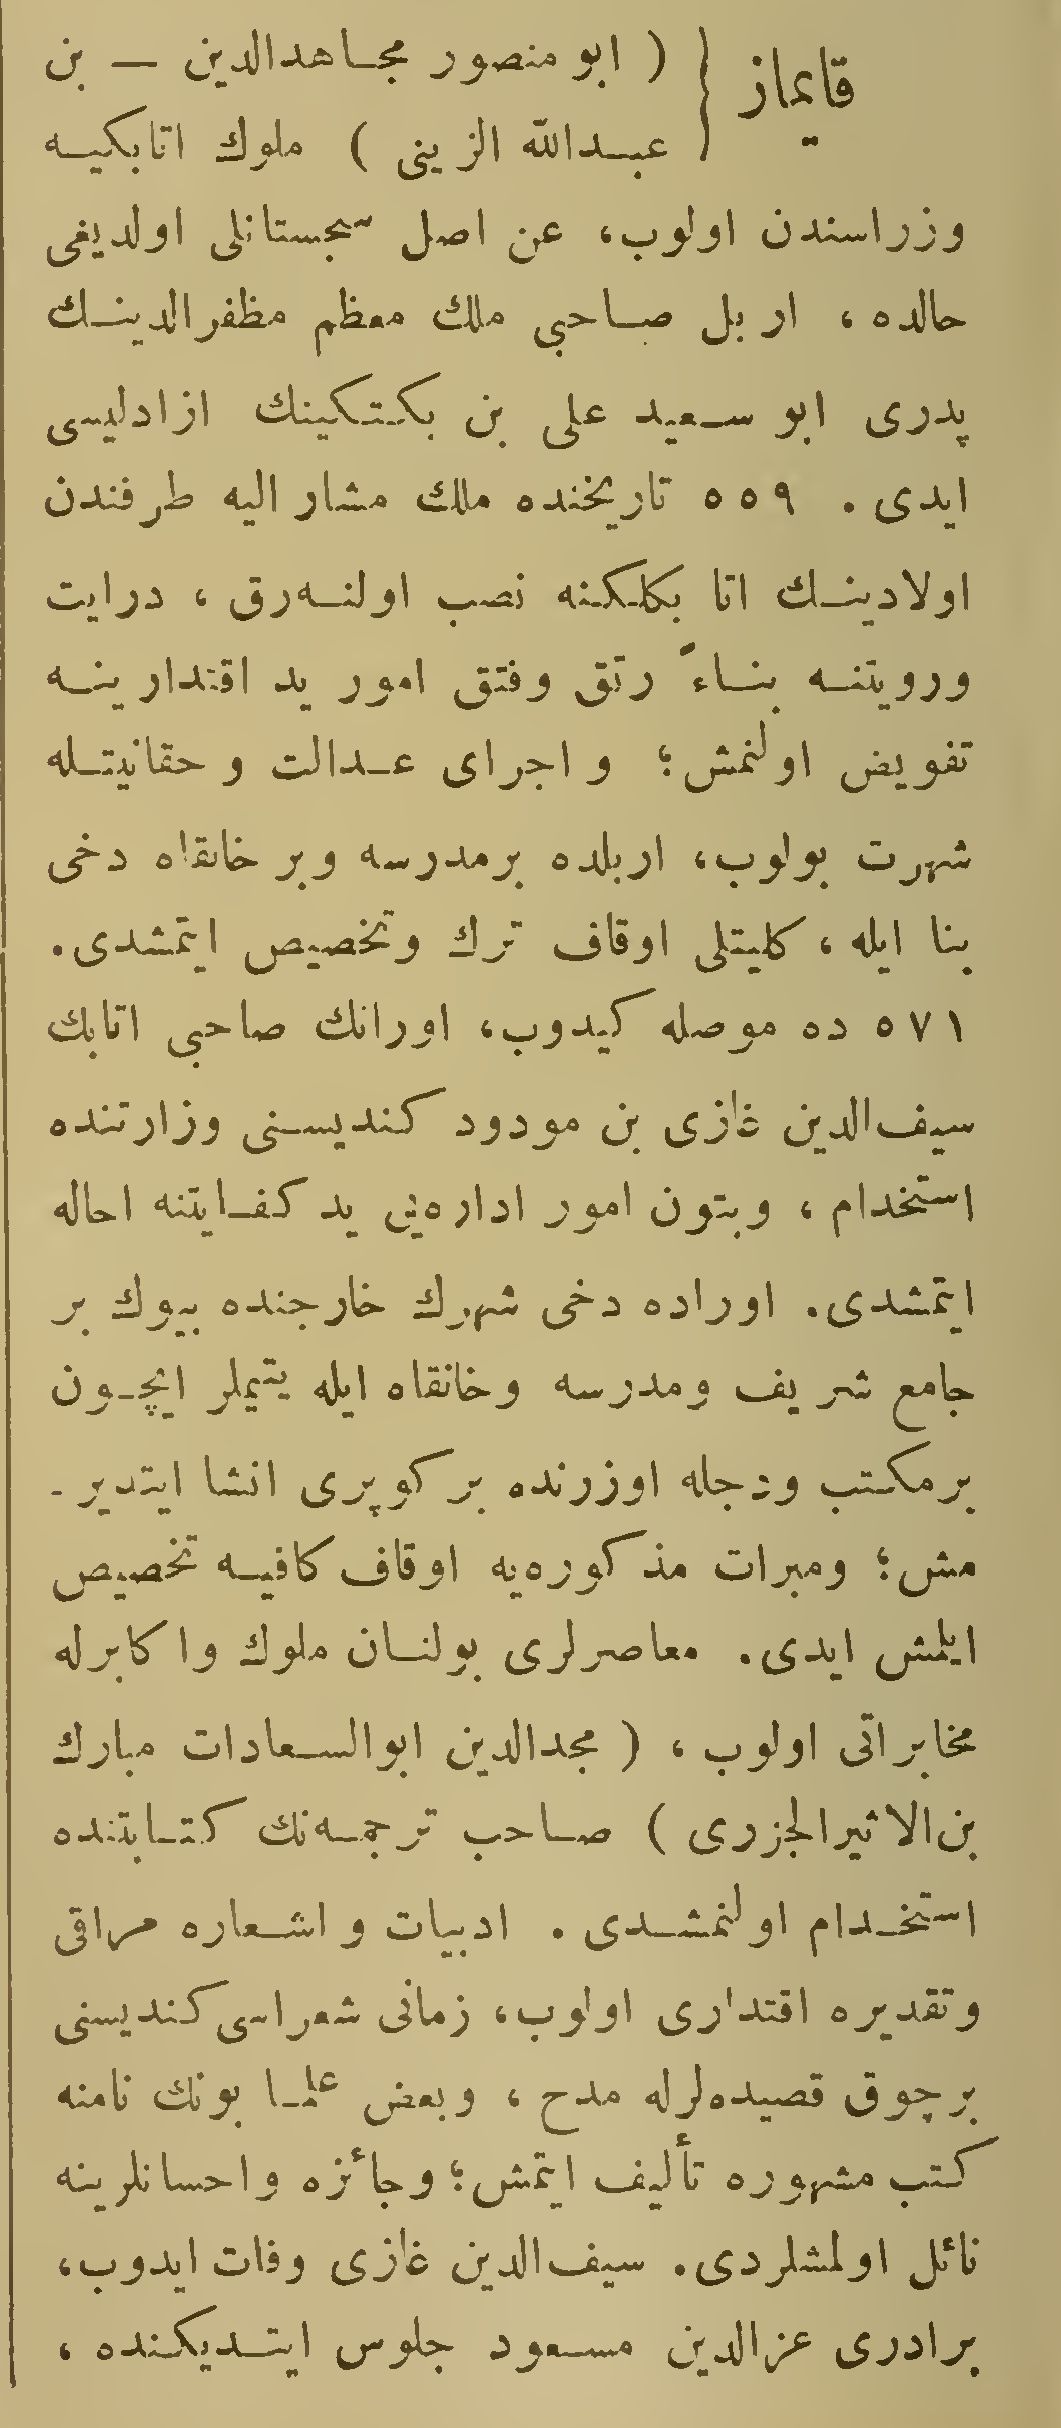 قايماز { ( ابو منصور مجاهدالدين — بن
عبدالله الزينى ) ملوك اتابكيه
وزراسندن اولوب، عن اصل سجستانلى اولديغى
حالده ، اربل صاحبى ملك معظم مظفرالدينك
پدرى ابو سعيد على بن بكتكينك ازادليسى
ايدى . ٥٥٩ تاريخنده ملك مشار اليه طرفندن
اولادينك اتا بكلكنه نصب اولنه‌رق ، درايت
ورويتنه بناءً رتق وفتق امور يد اقتدارينه
تفويض اولنمش؛ و اجراى عدالت و حقانيتله
شهرت بولوب، اربلده برمدرسه وبر خانقاه دخى
بنا ايله ، كليتلى اوقاف ترك وتخصيص ايتمشدى.
٥٧١ ده موصله كيدوب، اورانك صاحبى اتابك
سيف‌الدين غازى بن مودود كنديسنى وزارتنده
استخدام ، وبتون امور اداره‌يى يد كفايتنه احاله
ايتمشدى. اوراده دخى شهرك خارجنده بيوك بر
جامع شريف ومدرسه وخانقاه ايله يتيملر ايچون
برمكتب ودجله اوزرنده بر كوپرى انشا ايتدير-
مش؛ ومبرات مذكوره‌يه اوقاف كافيه تخصيص
ايلمش ايدى. معاصرلرى بولنان ملوك واكابرله
مخابراتى اولوب ، ( مجدالدين ابوالسعادات مبارك
بن‌الاثيرالجزرى ) صاحب ترجمه‌نك كتابتنده
استخدام اولنمشدى . ادبيات و اشعاره مراقى
وتقديره اقتدارى اولوب، زمانى شعراسى كنديسنى
برچوق قصيده‌لرله مدح ، وبعض علما بونك نامنه
كتب مشهوره تأليف ايتمش؛ وجائزه واحسانلرينه
نائل اولمشلردى. سيف‌الدين غازى وفات ايدوب،
برادرى عزالدين مسعود جلوس ايتديكنده ،